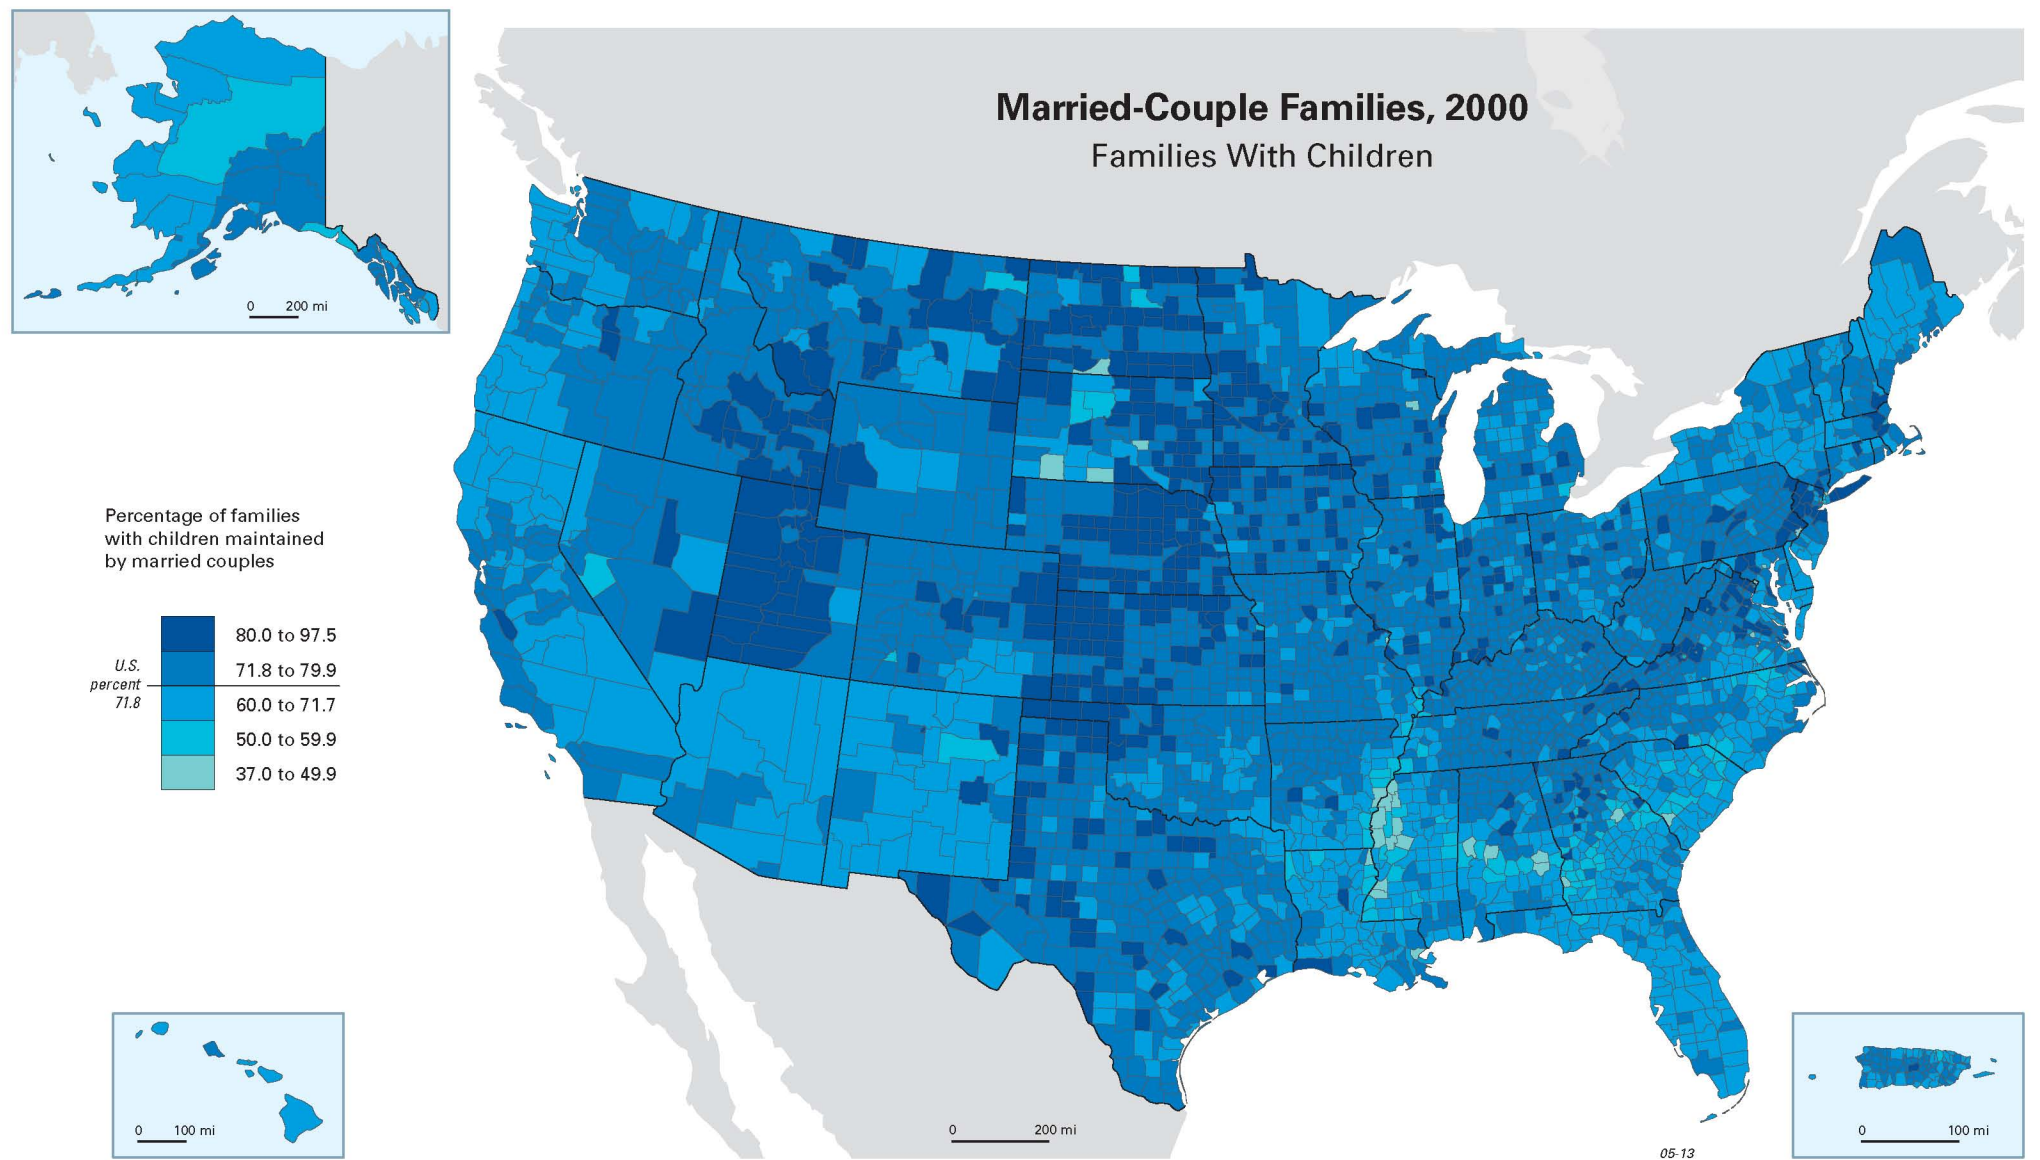 Married-Couple Families, 2000
Families With Children
0 200 mi
Percentage of families
with children maintained
by married couples
80.0 to 97.5
71.8 to 79.9
60.0 to 71.7
50.0 to 59.9
37.0 to 49.9
U.S.
percent
71.8
0 100 mi
0 200 mi
0 100 mi
05-13